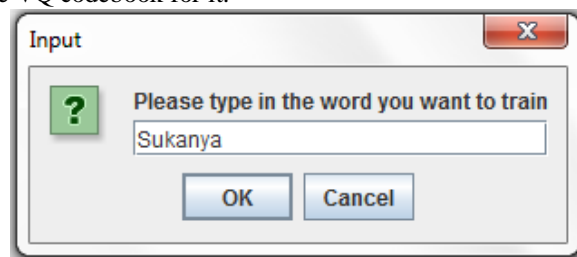 e VQ codebook for it.
Input
x
?
Please type in the word you want to train
Sukanya
OK
Cancel